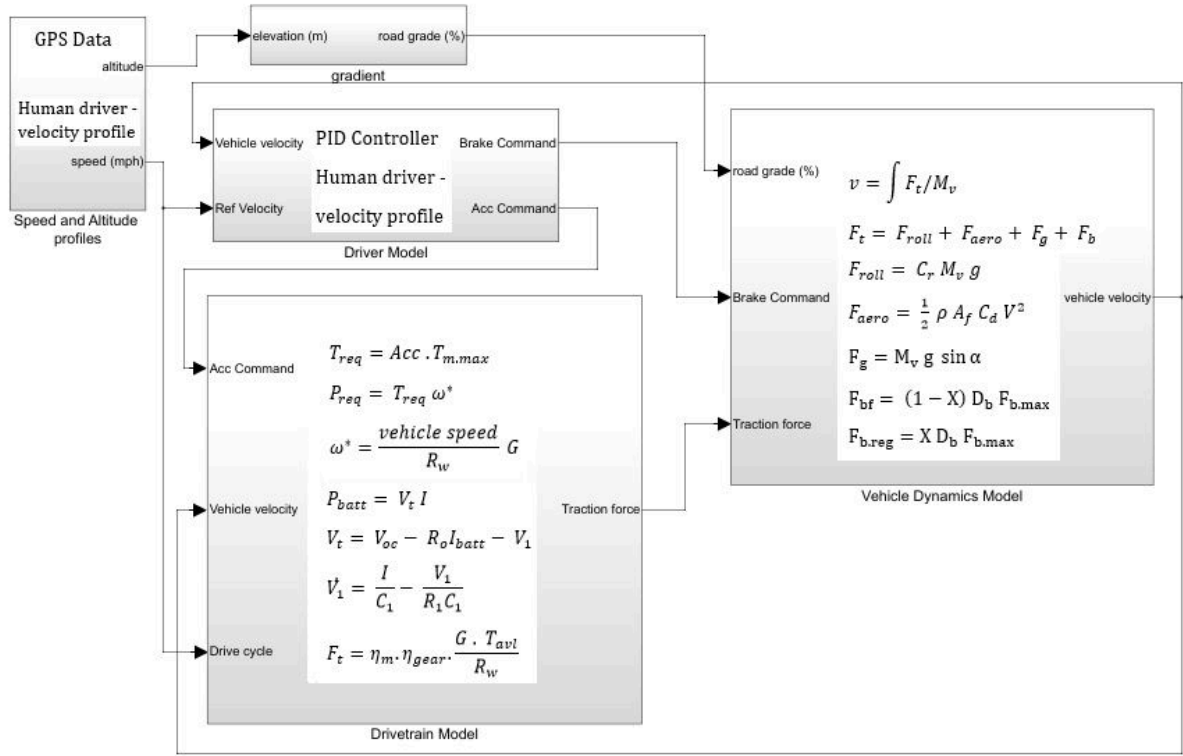 GPS Data
altitude
Human driver -
velocity profile
speed (mph)
Speed and Altitude
profiles
elevation (m)
road grade (%)
gradient
Vehicle velocity
PID Controller
Brake Command
Human driver -
Ref Velocity
velocity profile
Acc Command
Driver Model
road grade (%)
v = ∫ F_t/M_v
F_t = F_roll + F_aero + F_g + F_b
F_roll = C_r M_v g
Brake Command
vehicle velocity
F_aero = 1/2 ρ A_f C_d V²
F_g = M_v g sin α
F_bf = (1 − X) D_b F_b.max
Traction force
F_b.reg = X D_b F_b.max
Vehicle Dynamics Model
Acc Command
T_req = Acc . T_m.max
P_req = T_req ω*
ω* = vehicle speed / R_w G
Vehicle velocity
P_batt = V_t I
Traction force
V_t = V_oc − R_o I_batt − V_1
V̇_1 = I / C_1 − V_1 / R_1 C_1
Drive cycle
F_t = η_m . η_gear . G . T_avl / R_w
Drivetrain Model